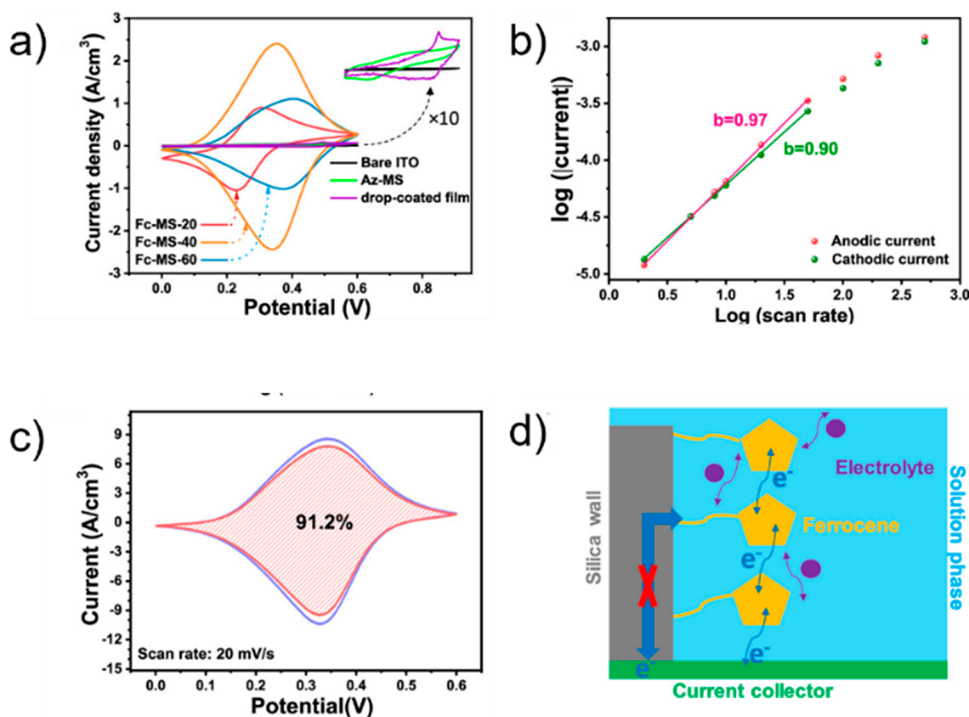 a)
Current density (A/cm³)
3
2
1
0
-1
-2
-3
0.0
0.2
0.4
0.6
0.8
1.0
Potential (V)
×10
Bare ITO
Az-MS
drop-coated film
Fc-MS-20
Fc-MS-40
Fc-MS-60
b)
log (|current|)
-3.0
-3.5
-4.0
-4.5
-5.0
b=0.97
b=0.90
Anodic current
Cathodic current
0.0
0.5
1.0
1.5
2.0
2.5
3.0
Log (scan rate)
c)
Current (A/cm³)
9
6
3
0
-3
-6
-9
-12
-15
91.2%
Scan rate: 20 mV/s
0.0
0.1
0.2
0.3
0.4
0.5
0.6
Potential(V)
d)
Silica wall
Electrolyte
e-
Ferrocene
e-
e-
e-
Solution phase
Current collector